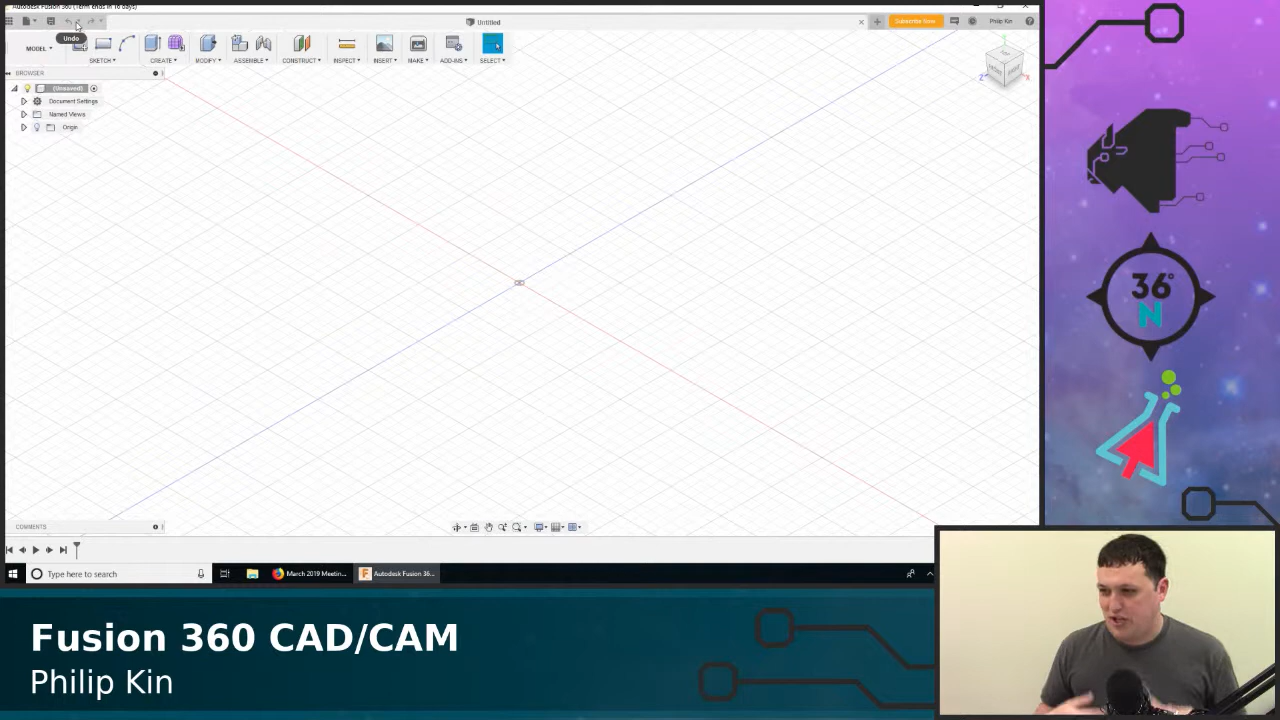 Autodesk Fusion 360 (Term ends in 16 days)
Untitled
Subscribe Now
Philip Kin
Undo
MODEL
SKETCH
CREATE
MODIFY
ASSEMBLE
CONSTRUCT
INSPECT
INSERT
MAKE
ADD-INS
SELECT
BROWSER
(Unsaved)
Document Settings
Named Views
Origin
Z
X
36°
N
COMMENTS
Type here to search
March 2019 Meetin...
Autodesk Fusion 36...
Fusion 360 CAD/CAM
Philip Kin